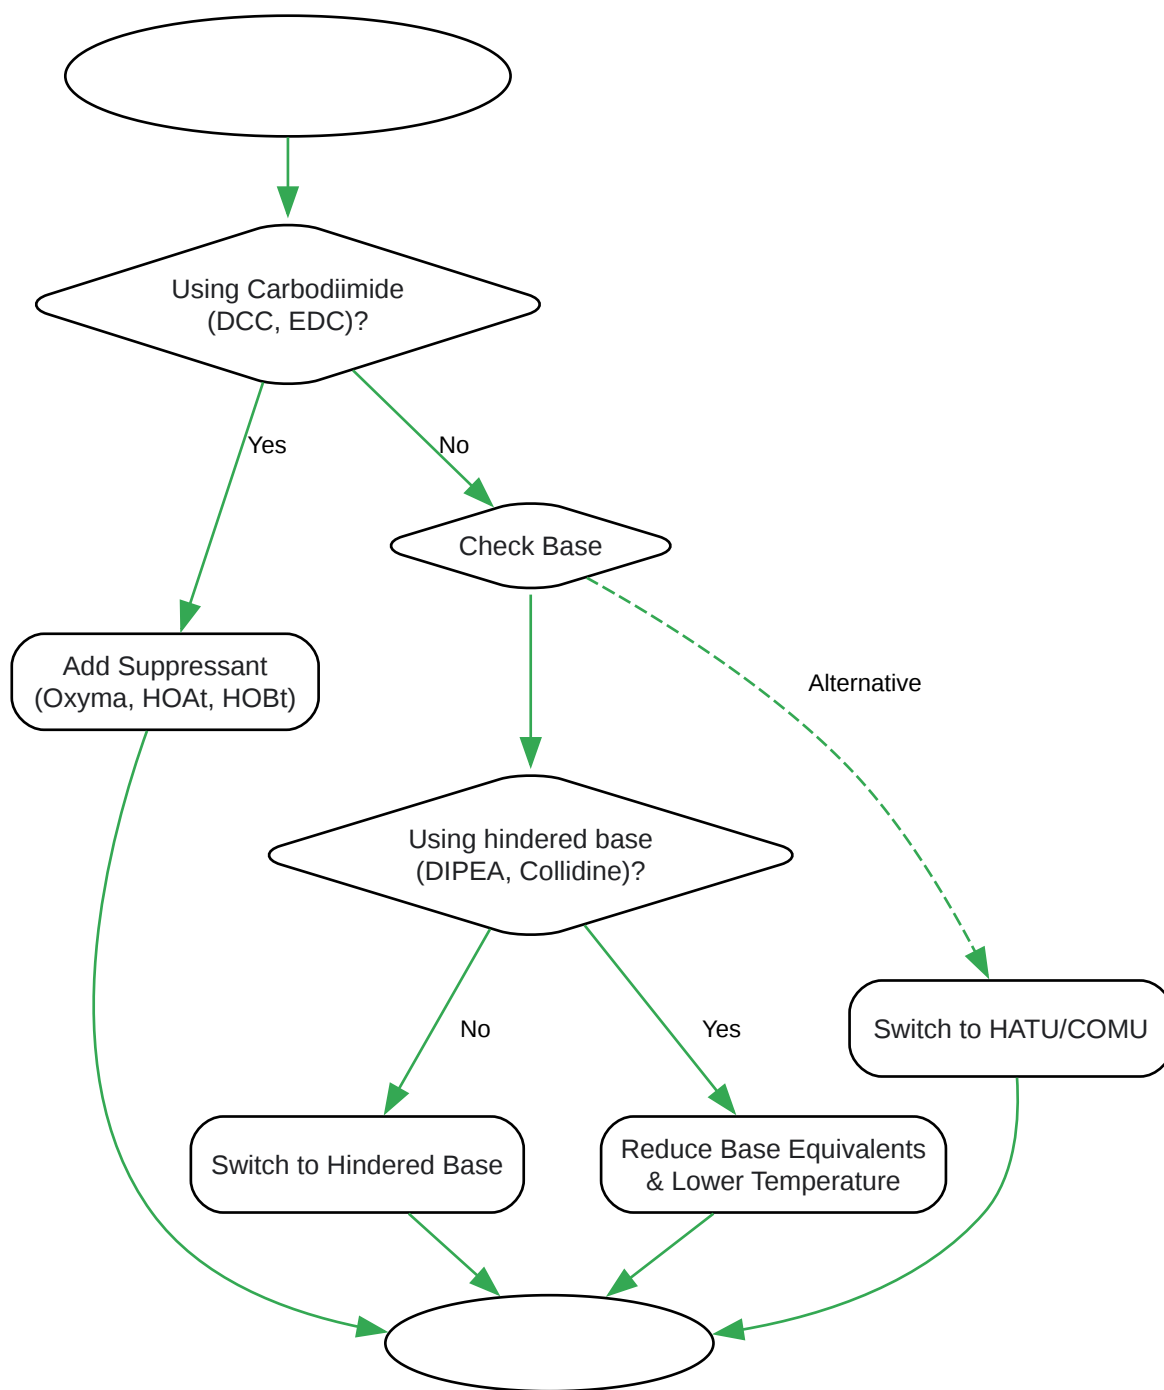 Using Carbodiimide
(DCC, EDC)?
Yes
No
Check Base
Add Suppressant
(Oxyma, HOAt, HOBt)
Alternative
Using hindered base
(DIPEA, Collidine)?
No
Yes
Switch to HATU/COMU
Switch to Hindered Base
Reduce Base Equivalents
& Lower Temperature